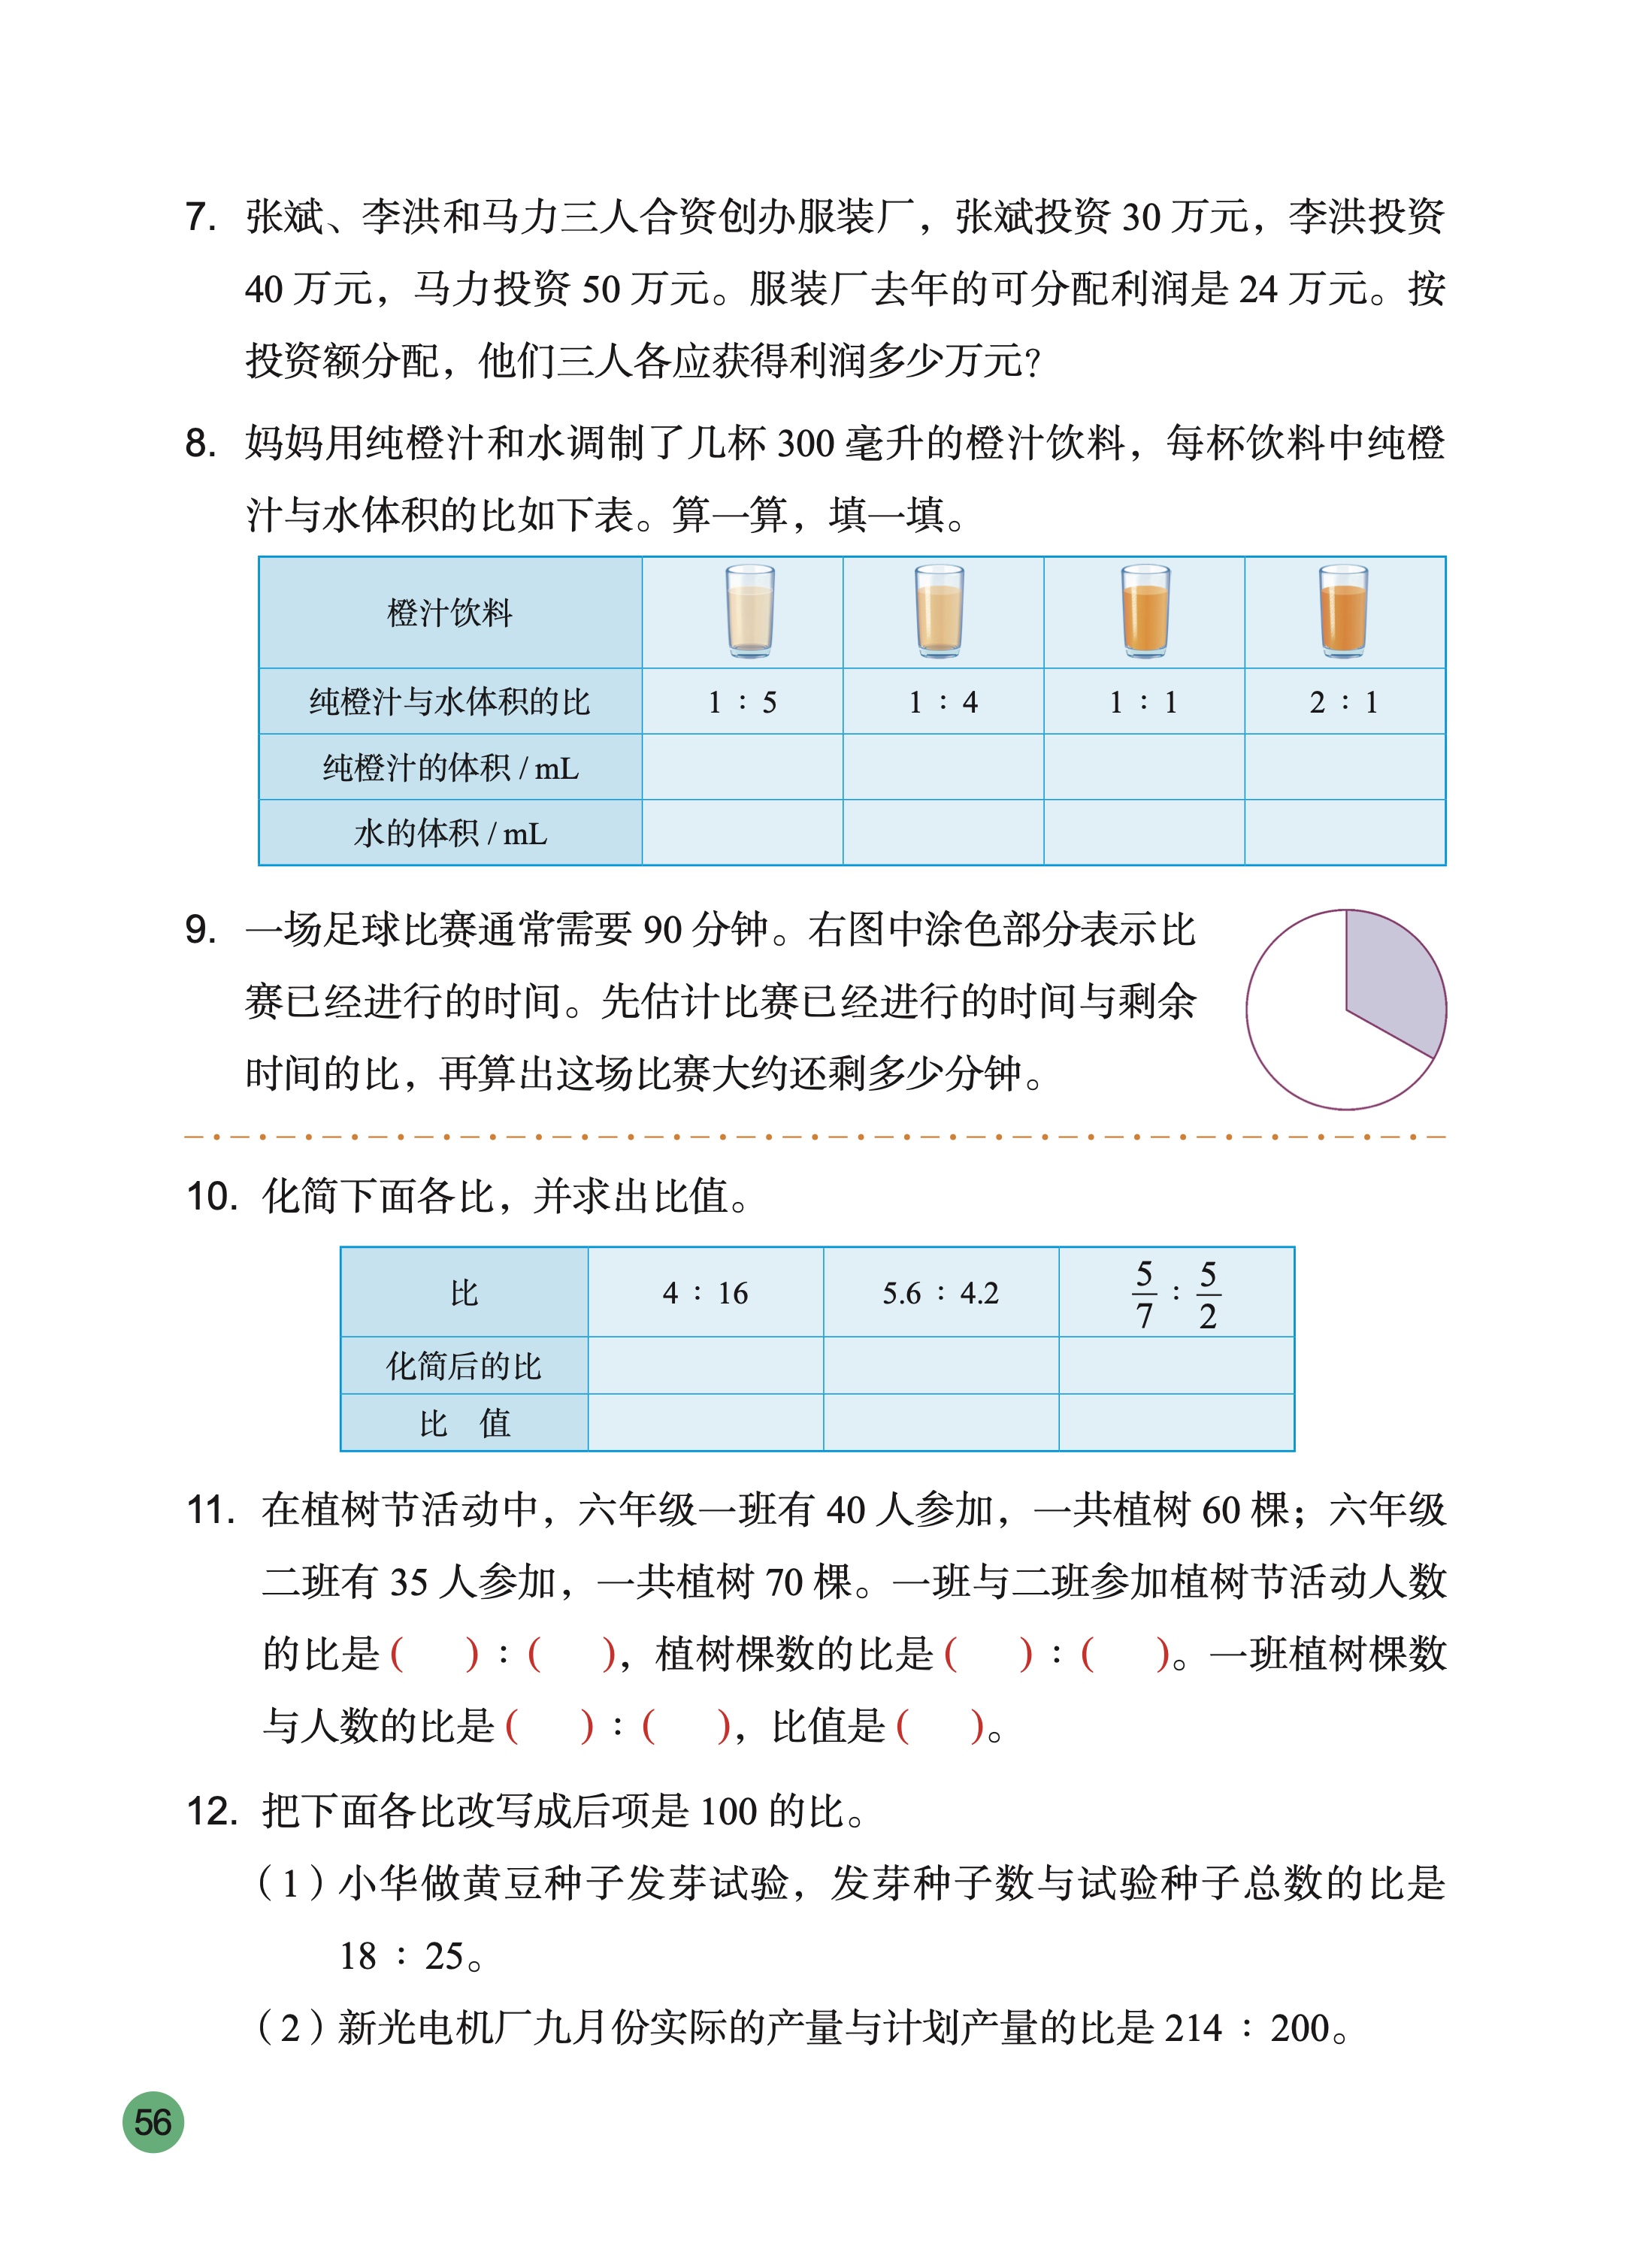 7. 张斌、李洪和马力三人合资创办服装厂，张斌投资 30 万元，李洪投资
40 万元，马力投资 50 万元。服装厂去年的可分配利润是 24 万元。按
投资额分配，他们三人各应获得利润多少万元？
8. 妈妈用纯橙汁和水调制了几杯 300 毫升的橙汁饮料，每杯饮料中纯橙
汁与水体积的比如下表。算一算，填一填。
橙汁饮料
纯橙汁与水体积的比 1 : 5 1 : 4 1 : 1 2 : 1
纯橙汁的体积 / mL
水的体积 / mL
9. 一场足球比赛通常需要 90 分钟。右图中涂色部分表示比
赛已经进行的时间。先估计比赛已经进行的时间与剩余
时间的比，再算出这场比赛大约还剩多少分钟。
10. 化简下面各比，并求出比值。
比 4 : 16 5.6 : 4.2 5/7 : 5/2
化简后的比
比 值
11. 在植树节活动中，六年级一班有 40 人参加，一共植树 60 棵；六年级
二班有 35 人参加，一共植树 70 棵。一班与二班参加植树节活动人数
的比是(  ) : (  )，植树棵数的比是(  ) : (  )。一班植树棵数
与人数的比是(  ) : (  )，比值是(  )。
12. 把下面各比改写成后项是 100 的比。
（1）小华做黄豆种子发芽试验，发芽种子数与试验种子总数的比是
18 : 25。
（2）新光电机厂九月份实际的产量与计划产量的比是 214 : 200。
56